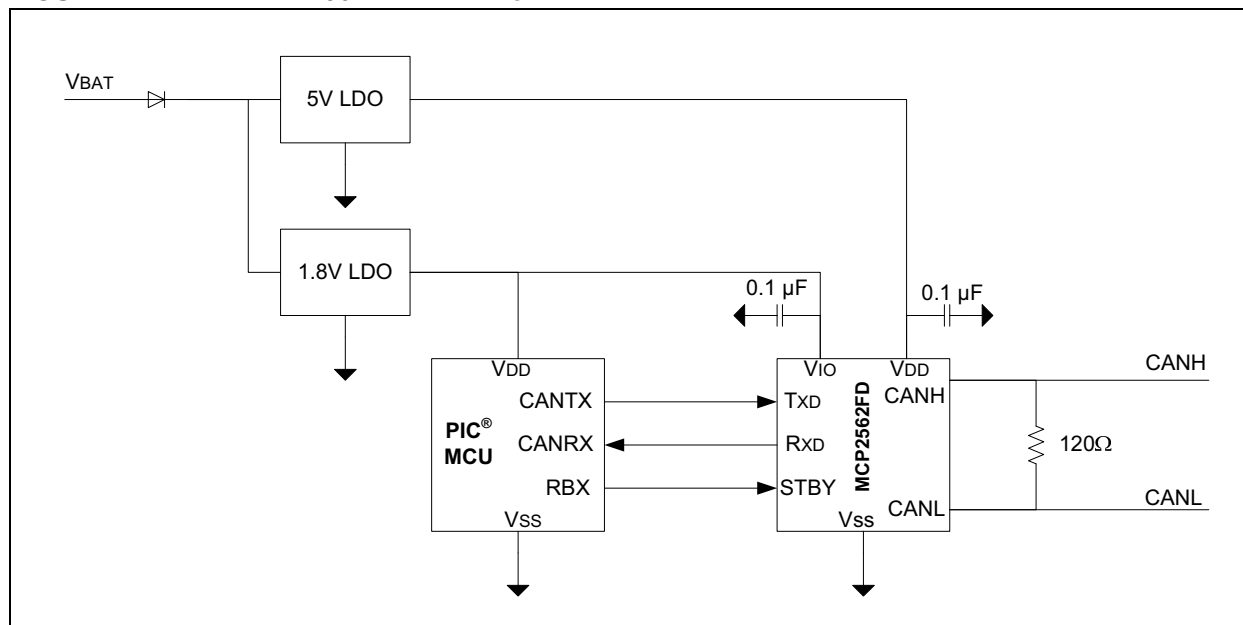 VBAT
5V LDO
1.8V LDO
0.1 µF
0.1 µF
VDD
CANTX
CANRX
RBX
VSS
PIC®
MCU
VIO
VDD
TXD
RXD
STBY
VSS
MCP2562FD
CANH
CANL
CANH
120Ω
CANL